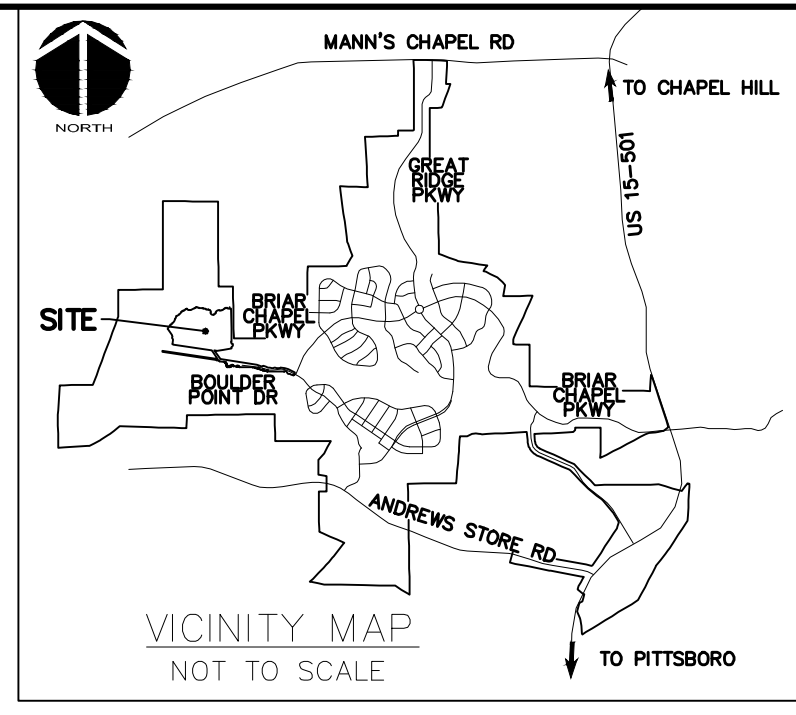 MANN'S CHAPEL RD
NORTH
TO CHAPEL HILL
US 15-501
GREAT
RIDGE
PKWY
SITE
BRIAR
CHAPEL
PKWY
BOULDER
POINT DR
BRIAR
CHAPEL
PKWY
ANDREWS STORE RD
VICINITY MAP
NOT TO SCALE
TO PITTSBORO